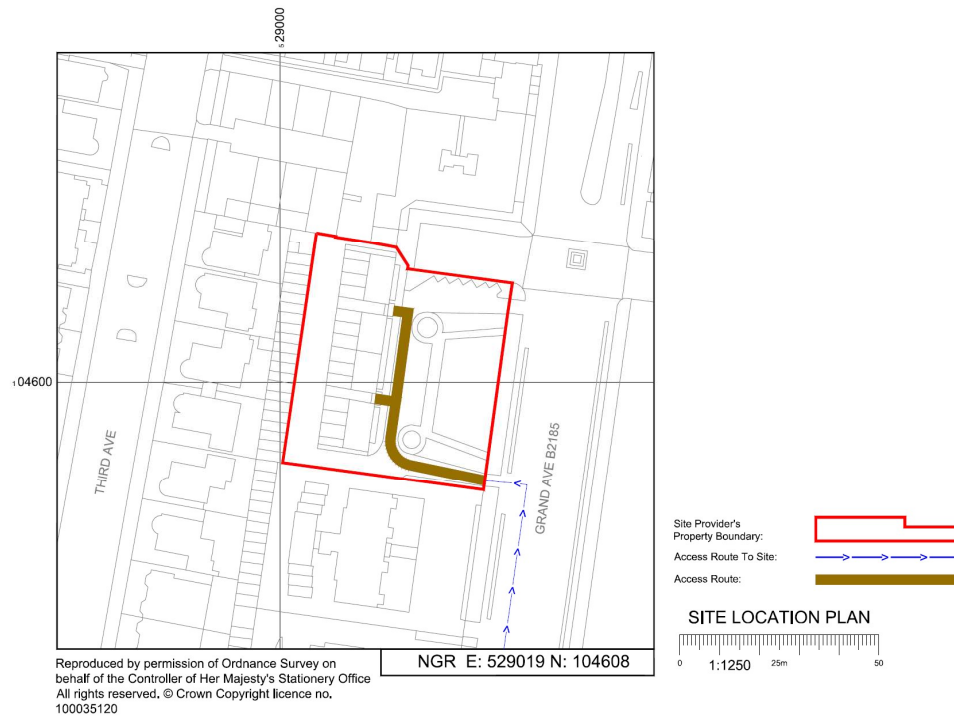 ⁵29000
¹04600
THIRD AVE
GRAND AVE B2185
Site Provider's
Property Boundary:
Access Route To Site:
Access Route:
SITE LOCATION PLAN
0 1:1250 25m 50
NGR E: 529019 N: 104608
Reproduced by permission of Ordnance Survey on
behalf of the Controller of Her Majesty's Stationery Office
All rights reserved. © Crown Copyright licence no.
100035120